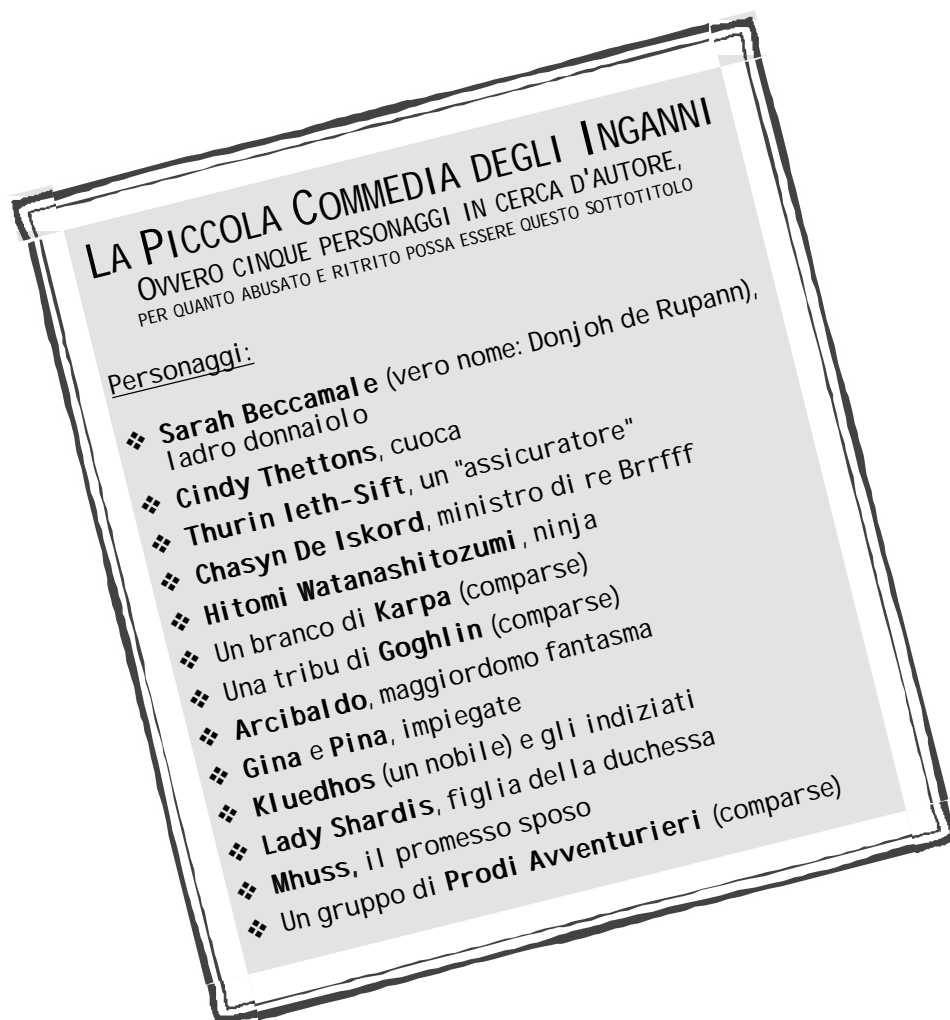 LA PICCOLA COMMEDIA DEGLI INGANNI
OVVERO CINQUE PERSONAGGI IN CERCA D'AUTORE,
PER QUANTO ABUSATO E RITRITO POSSA ESSERE QUESTO SOTTOTITOLO
Personaggi:
❖ Sarah Beccamale (vero nome: Donjoh de Rupann),
ladro donnaiolo
❖ Cindy Thettons, cuoca
❖ Thurin Ieth-Sift, un "assicuratore"
❖ Chasyn De Iskord, ministro di re Brrfff
❖ Hitomi Watanashitozumi, ninja
❖ Un branco di Karpa (comparse)
❖ Una tribu di Goghlin (comparse)
❖ Arcibaldo, maggiordomo fantasma
❖ Gina e Pina, impiegate
❖ Kluedhos (un nobile) e gli indiziati
❖ Lady Shardis, figlia della duchessa
❖ Mhuss, il promesso sposo
❖ Un gruppo di Prodi Avventurieri (comparse)